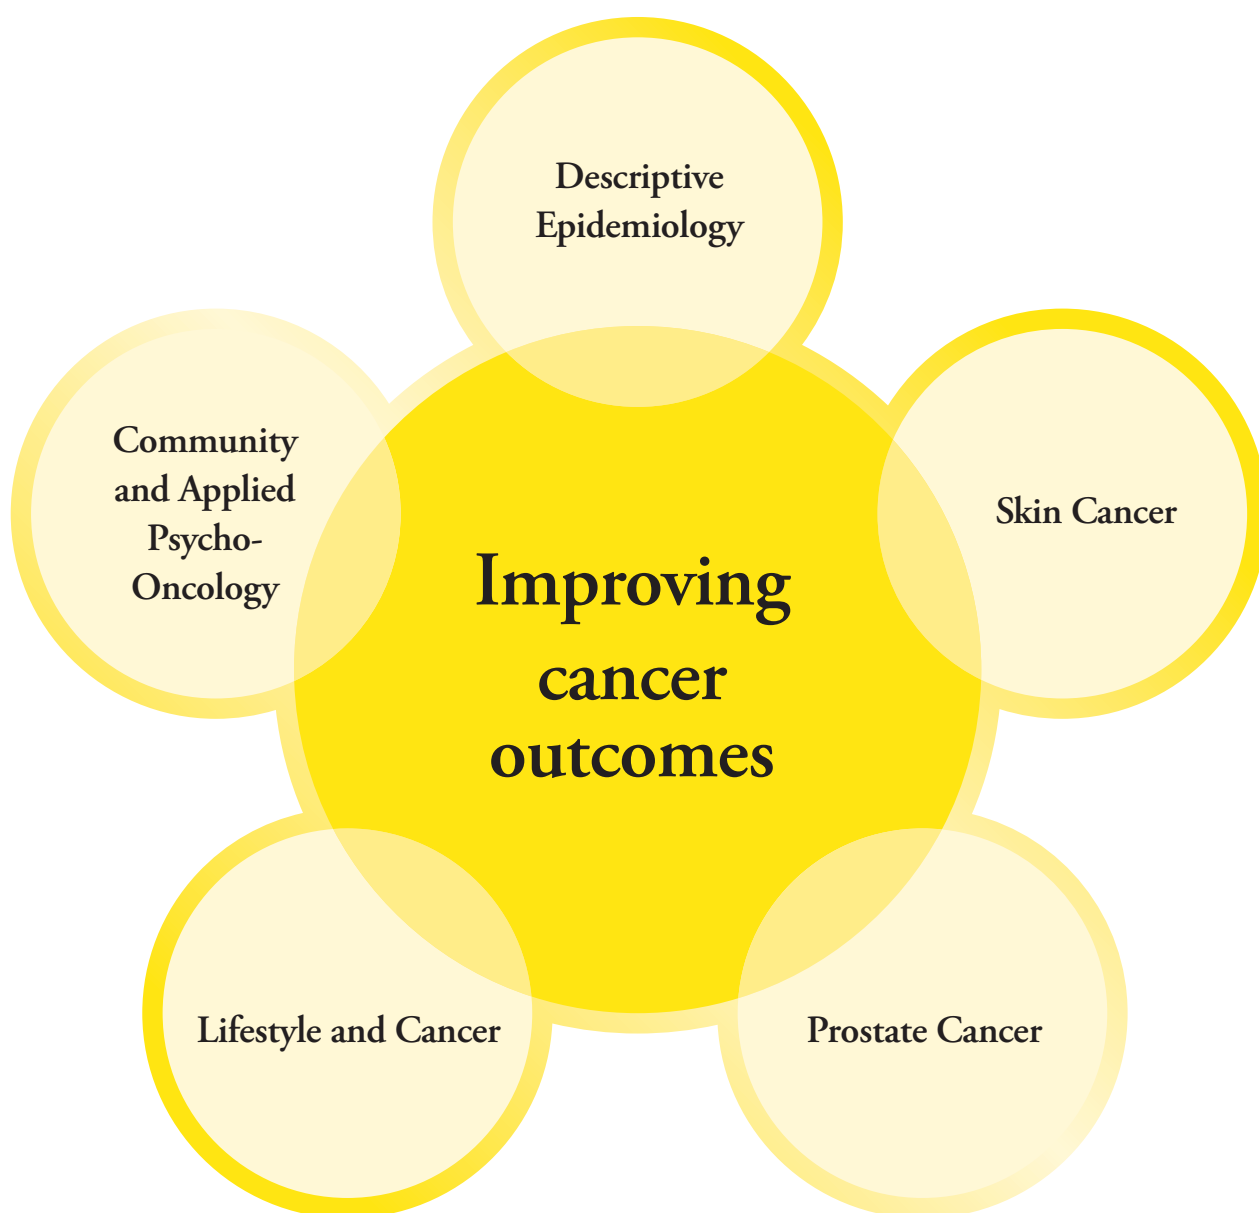 Descriptive
Epidemiology
Community
and Applied
Psycho-
Oncology
Skin Cancer
Improving
cancer
outcomes
Lifestyle and Cancer
Prostate Cancer